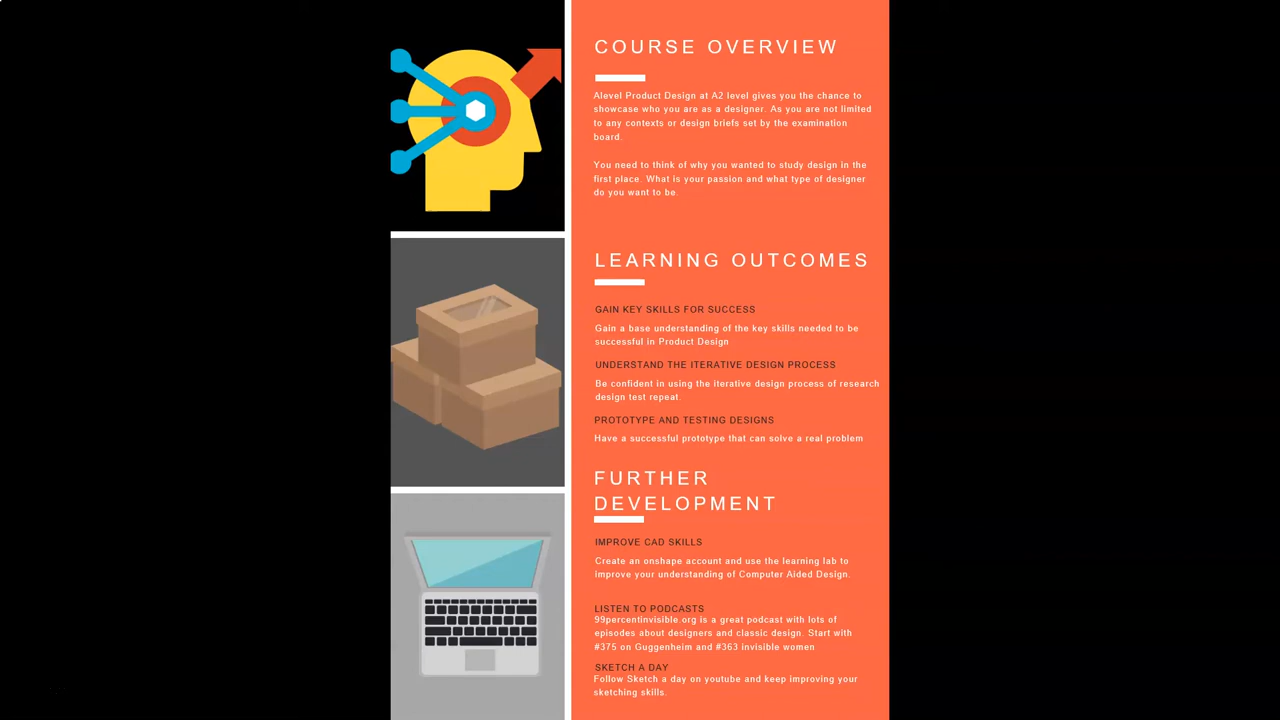 COURSE OVERVIEW
Alevel Product Design at A2 level gives you the chance to
showcase who you are as a designer. As you are not limited
to any contexts or design briefs set by the examination
board.
You need to think of why you wanted to study design in the
first place. What is your passion and what type of designer
do you want to be.
LEARNING OUTCOMES
GAIN KEY SKILLS FOR SUCCESS
Gain a base understanding of the key skills needed to be
successful in Product Design
UNDERSTAND THE ITERATIVE DESIGN PROCESS
Be confident in using the iterative design process of research
design test repeat.
PROTOTYPE AND TESTING DESIGNS
Have a successful prototype that can solve a real problem
FURTHER
DEVELOPMENT
IMPROVE CAD SKILLS
Create an onshape account and use the learning lab to
improve your understanding of Computer Aided Design.
LISTEN TO PODCASTS
99percentinvisible.org is a great podcast with lots of
episodes about designers and classic design. Start with
#375 on Guggenheim and #363 invisible women
SKETCH A DAY
Follow Sketch a day on youtube and keep improving your
sketching skills.